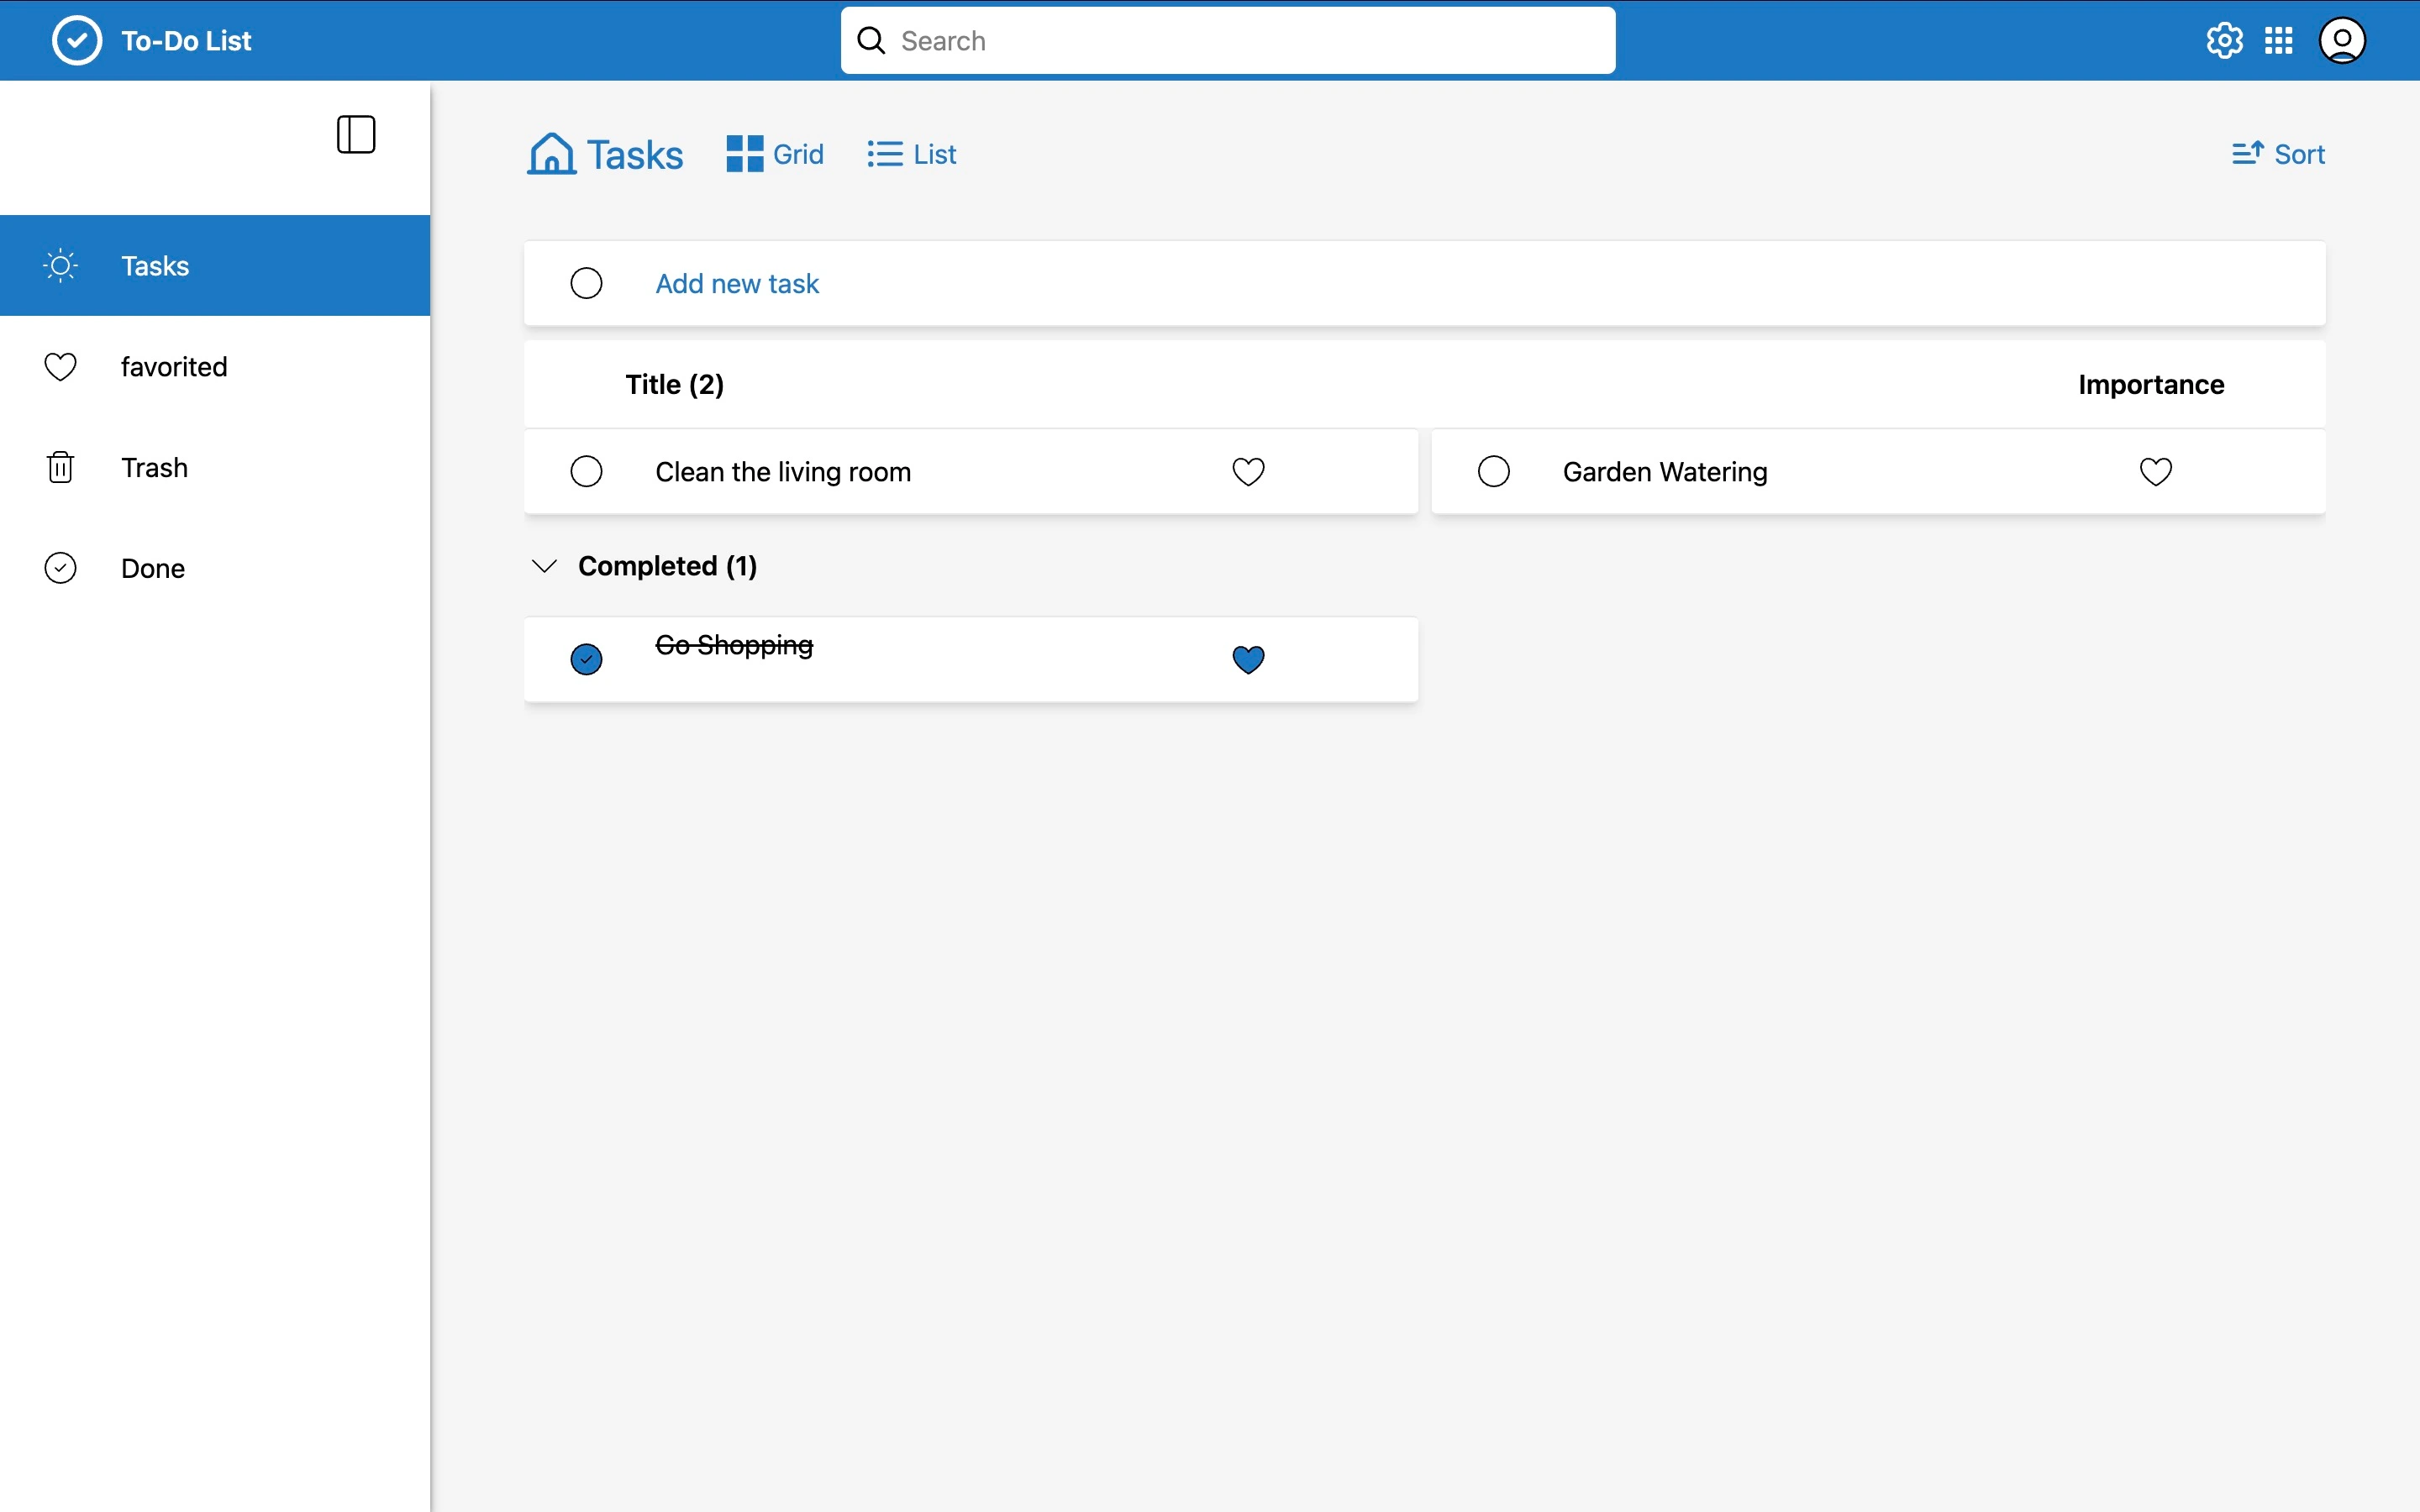 To-Do List
Search
Tasks
favorited
Trash
Done
Tasks
Grid
List
Sort
Add new task
Title (2)
Importance
Clean the living room
Garden Watering
Completed (1)
Go Shopping